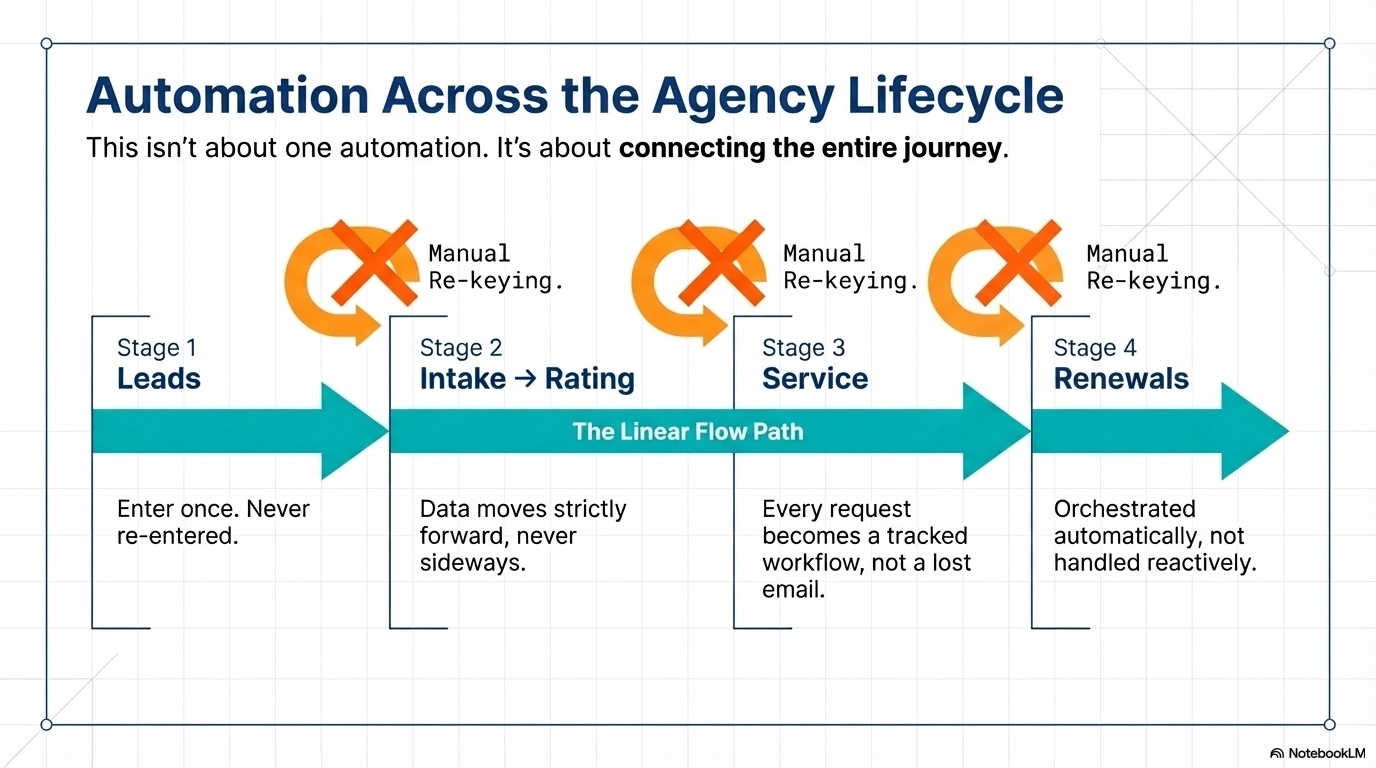 Automation Across the Agency Lifecycle
This isn’t about one automation. It’s about connecting the entire journey.
Manual
Re-keying.
Manual
Re-keying.
Manual
Re-keying.
Stage 1
Leads
Stage 2
Intake → Rating
Stage 3
Service
Stage 4
Renewals
The Linear Flow Path
Enter once. Never
re-entered.
Data moves strictly
forward, never
sideways.
Every request
becomes a tracked
workflow, not a lost
email.
Orchestrated
automatically, not
handled reactively.
NotebookLM